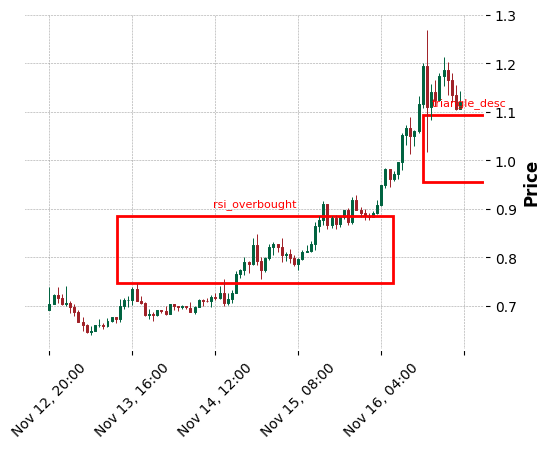 1.3
1.2
1.1
1.0
0.9
0.8
0.7
Price
rsi_overbought
Nov 12, 20:00
Nov 13, 16:00
Nov 14, 12:00
Nov 15, 08:00
Nov 16, 04:00